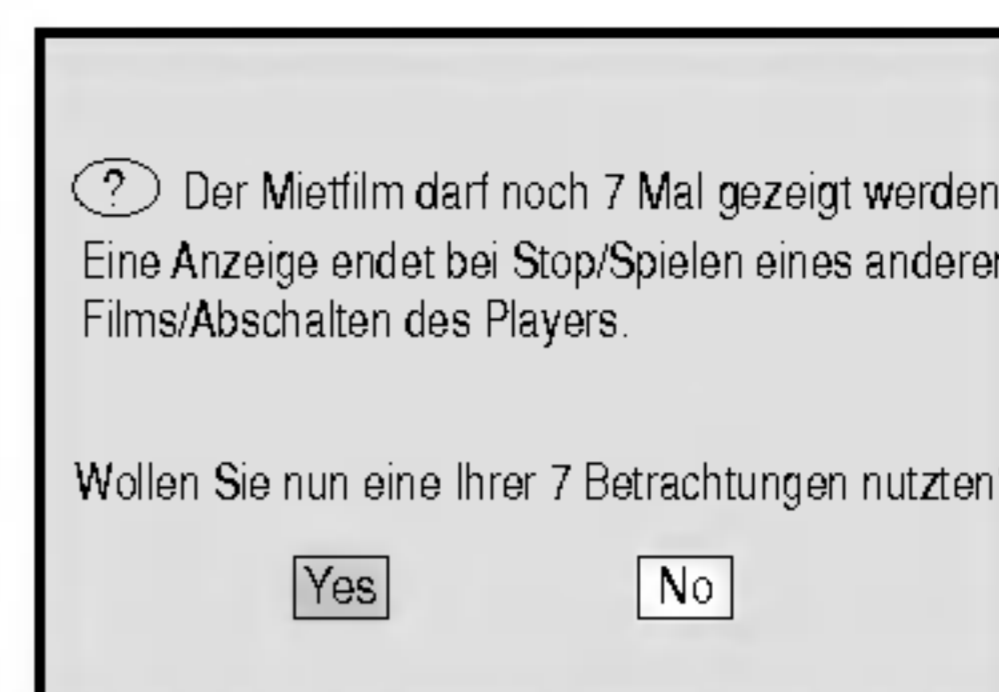 ? Der Mietfilm darf noch 7 Mal gezeigt werden
Eine Anzeige endet bei Stop/Spielen eines anderen
Films/Abschalten des Players.
Wollen Sie nun eine Ihrer 7 Betrachtungen nutzten
Yes No